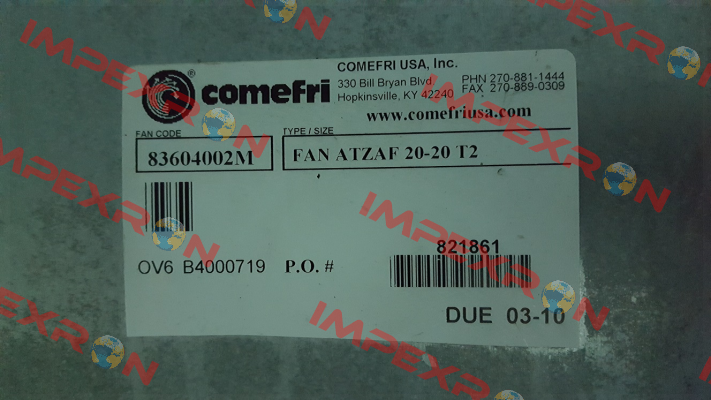 comefri ®
COMEFRI USA, Inc.
330 Bill Bryan Blvd
Hopkinsville, KY 42240
PHN 270-881-1444
FAX 270-889-0309
www.comefriusa.com
FAN CODE
83604002M
TYPE / SIZE
FAN ATZAF 20-20 T2
OV6 B4000719
P.O. #
821861
DUE 03-10
IMPEXRON
IMPEXRON
IMPEXRON
IMPEXRON
IMPEXRON
IMPEXRON
IMPEXRON